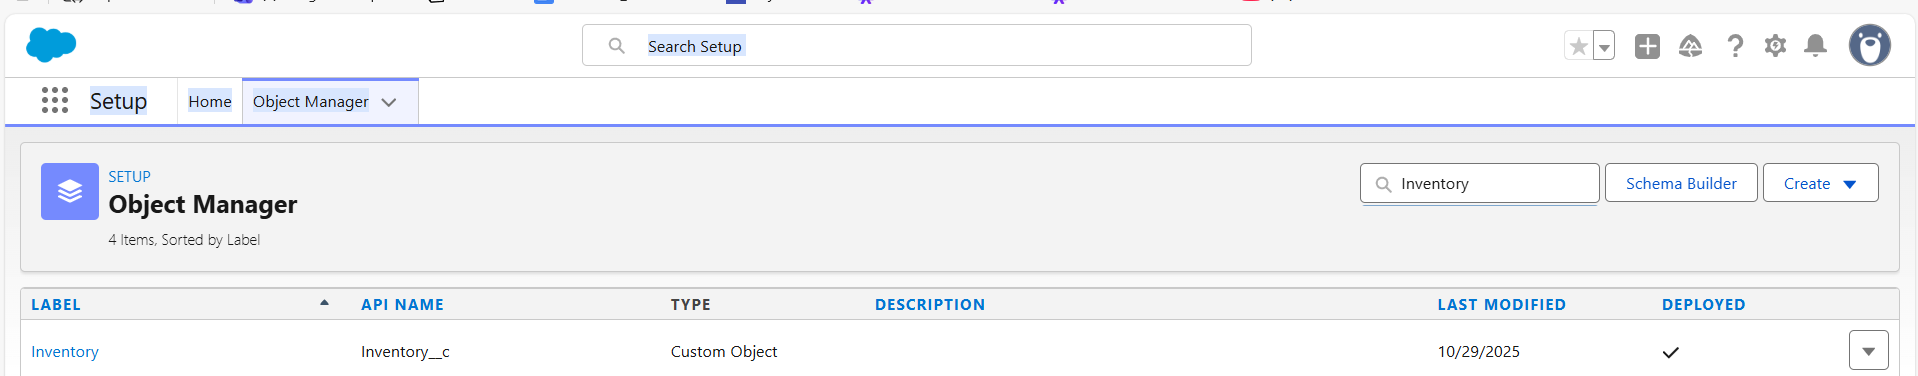 Search Setup
Setup Home Object Manager
SETUP
Object Manager
4 Items, Sorted by Label
Inventory Schema Builder Create
LABEL API NAME TYPE DESCRIPTION LAST MODIFIED DEPLOYED
Inventory Inventory__c Custom Object 10/29/2025